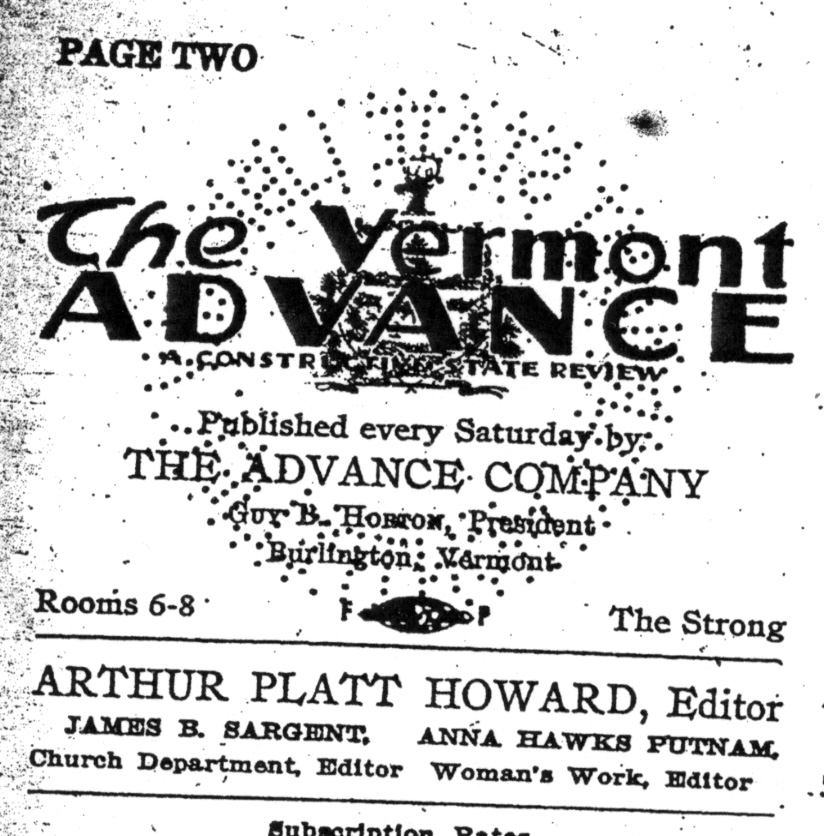 PAGE TWO
The Vermont
ADVANCE
A CONSTRUCTIVE STATE REVIEW
Published every Saturday by
THE ADVANCE COMPANY
GUY B. HORTON, President
Burlington, Vermont
Rooms 6-8 The Strong
ARTHUR PLATT HOWARD, Editor
JAMES B. SARGENT, ANNA HAWKS PUTNAM,
Church Department, Editor Woman's Work, Editor
Subscription Rates